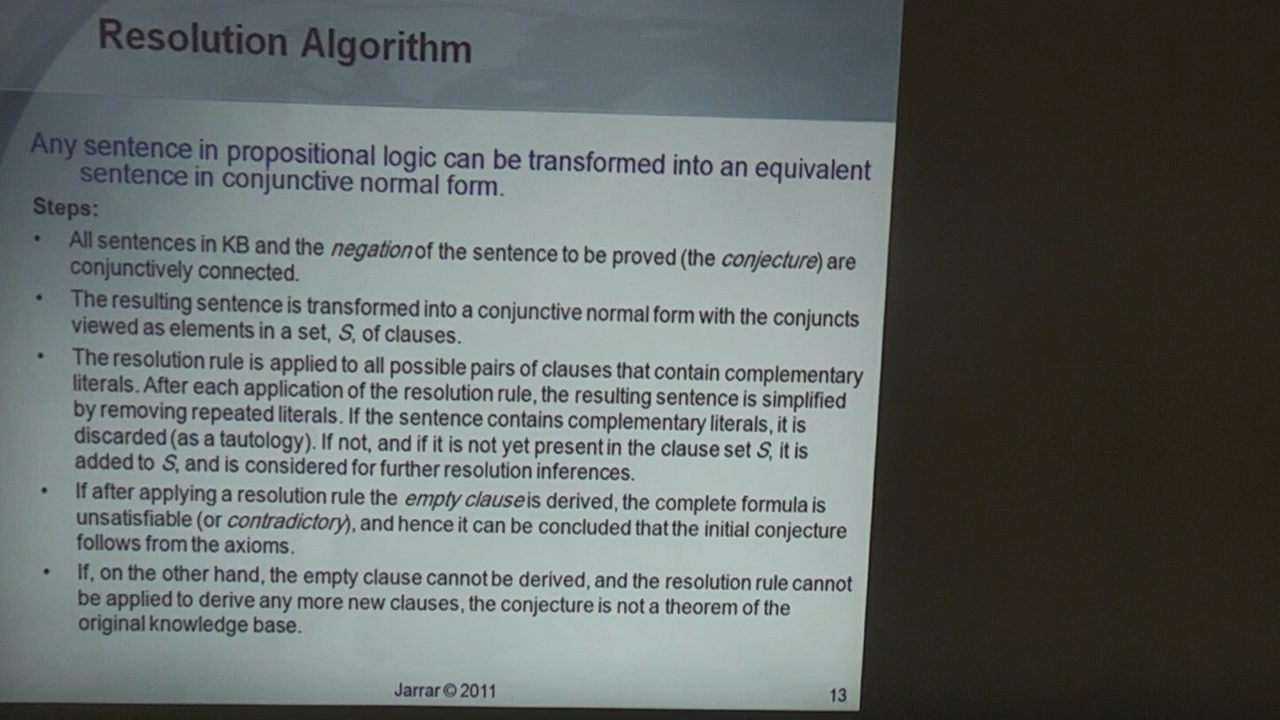 Resolution Algorithm
Any sentence in propositional logic can be transformed into an equivalent
sentence in conjunctive normal form.
Steps:
• All sentences in KB and the negation of the sentence to be proved (the conjecture) are
conjunctively connected.
• The resulting sentence is transformed into a conjunctive normal form with the conjuncts
viewed as elements in a set, S, of clauses.
• The resolution rule is applied to all possible pairs of clauses that contain complementary
literals. After each application of the resolution rule, the resulting sentence is simplified
by removing repeated literals. If the sentence contains complementary literals, it is
discarded (as a tautology). If not, and if it is not yet present in the clause set S, it is
added to S, and is considered for further resolution inferences.
• If after applying a resolution rule the empty clause is derived, the complete formula is
unsatisfiable (or contradictory), and hence it can be concluded that the initial conjecture
follows from the axioms.
• If, on the other hand, the empty clause cannot be derived, and the resolution rule cannot
be applied to derive any more new clauses, the conjecture is not a theorem of the
original knowledge base.
Jarrar © 2011
13